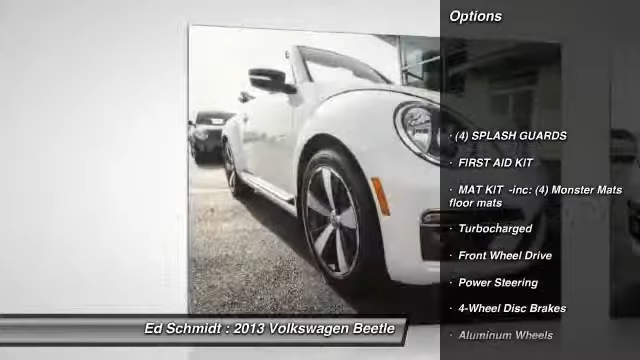 Options
· (4) SPLASH GUARDS
· FIRST AID KIT
· MAT KIT -inc: (4) Monster Mats
floor mats
· Turbocharged
· Front Wheel Drive
· Power Steering
· 4-Wheel Disc Brakes
· Aluminum Wheels
Ed Schmidt : 2013 Volkswagen Beetle